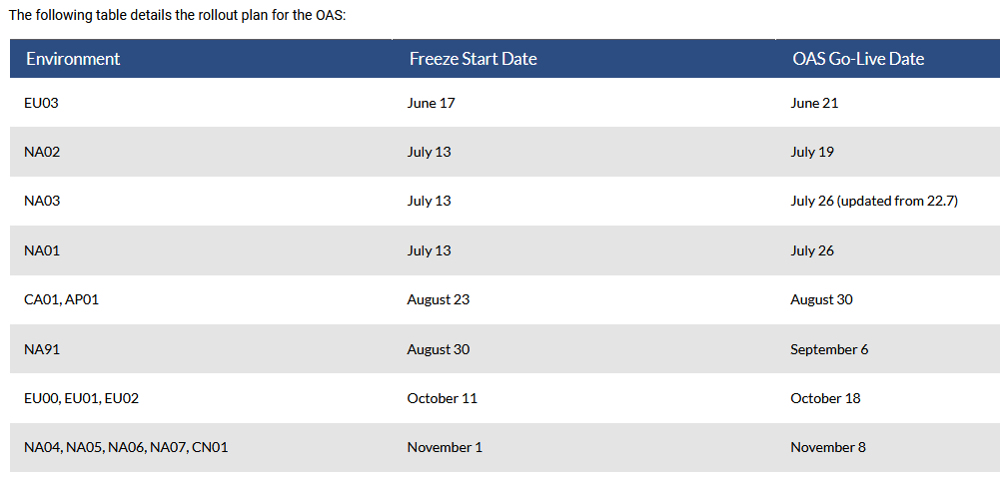 The following table details the rollout plan for the OAS:
Environment Freeze Start Date OAS Go-Live Date
EU03 June 17 June 21
NA02 July 13 July 19
NA03 July 13 July 26 (updated from 22.7)
NA01 July 13 July 26
CA01, AP01 August 23 August 30
NA91 August 30 September 6
EU00, EU01, EU02 October 11 October 18
NA04, NA05, NA06, NA07, CN01 November 1 November 8